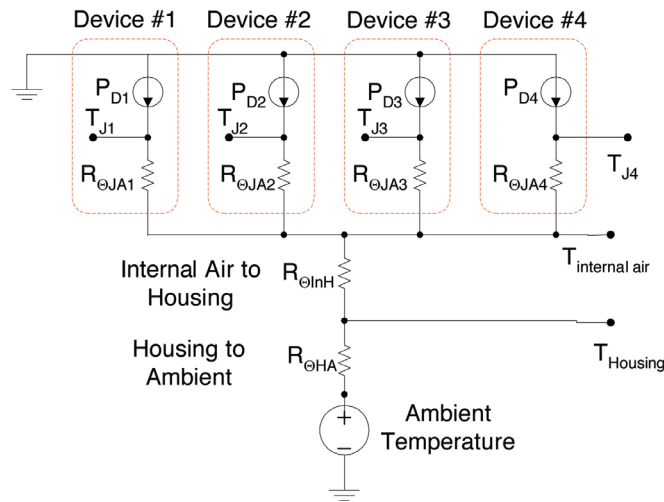 Device #1 Device #2 Device #3 Device #4
P_D1 P_D2 P_D3 P_D4
T_J1 T_J2 T_J3 T_J4
R_ΘJA1 R_ΘJA2 R_ΘJA3 R_ΘJA4
Internal Air to
Housing
R_ΘInH
T_internal air
Housing to
Ambient
R_ΘHA
T_Housing
+
−
Ambient
Temperature